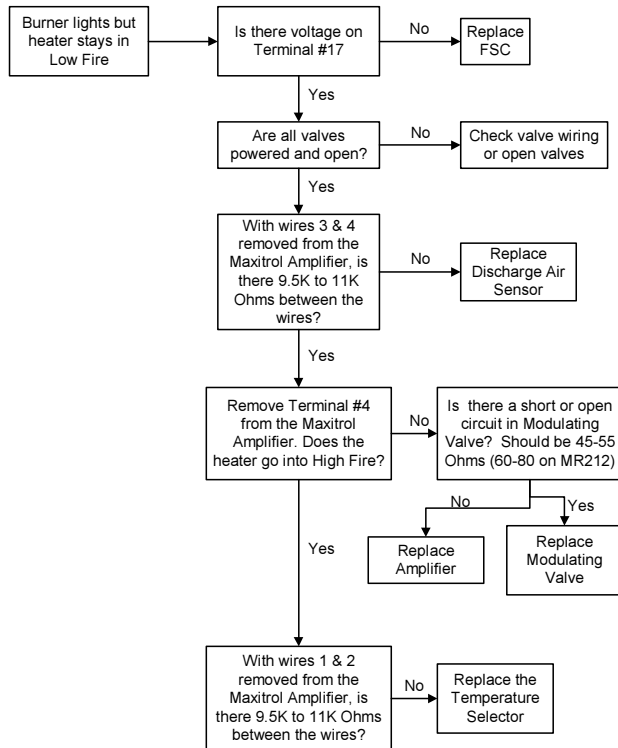 Burner lights but
heater stays in
Low Fire
Is there voltage on
Terminal #17
No
Replace
FSC
Yes
Are all valves
powered and open?
No
Check valve wiring
or open valves
Yes
With wires 3 & 4
removed from the
Maxitrol Amplifier, is
there 9.5K to 11K
Ohms between the
wires?
No
Replace
Discharge Air
Sensor
Yes
Remove Terminal #4
from the Maxitrol
Amplifier. Does the
heater go into High Fire?
No
Is there a short or open
circuit in Modulating
Valve? Should be 45-55
Ohms (60-80 on MR212)
No
Replace
Amplifier
Yes
Replace
Modulating
Valve
Yes
With wires 1 & 2
removed from the
Maxitrol Amplifier, is
there 9.5K to 11K Ohms
between the wires?
No
Replace the
Temperature
Selector